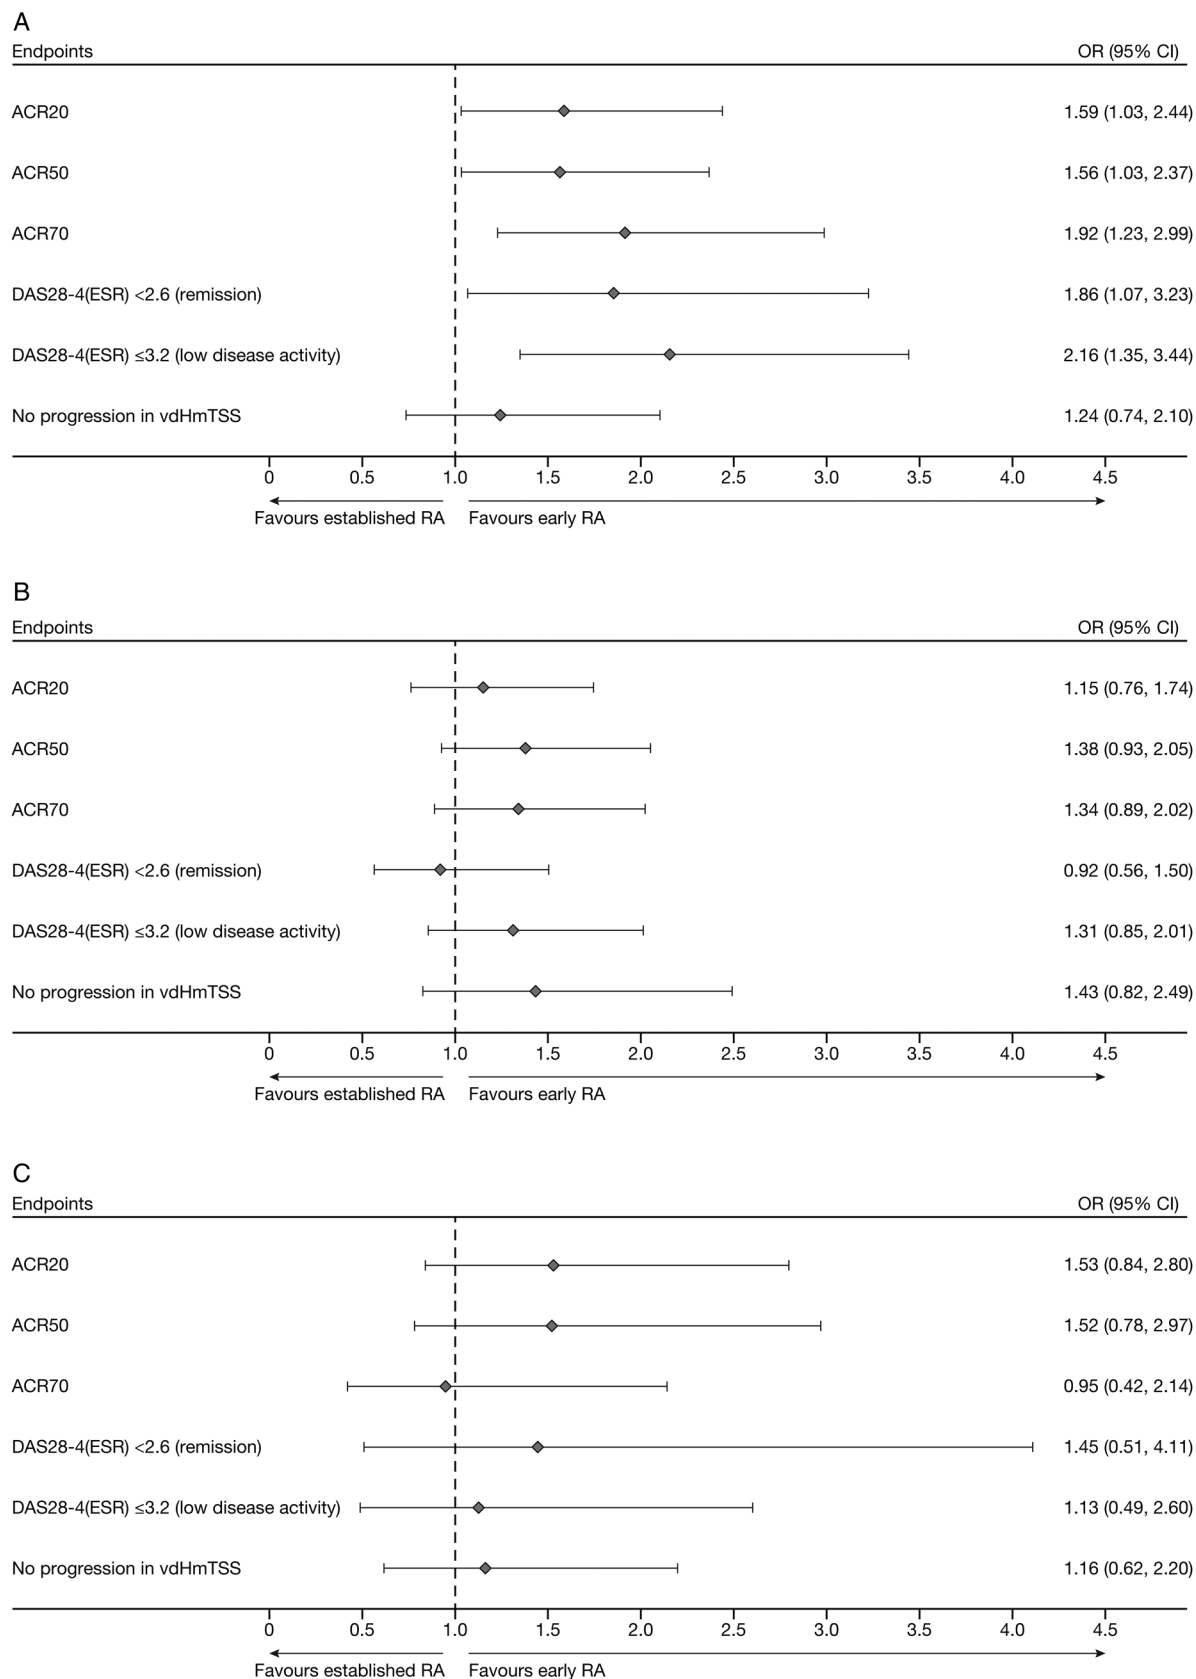 A
Endpoints OR (95% CI)
ACR20 1.59 (1.03, 2.44)
ACR50 1.56 (1.03, 2.37)
ACR70 1.92 (1.23, 2.99)
DAS28-4(ESR) <2.6 (remission) 1.86 (1.07, 3.23)
DAS28-4(ESR) ≤3.2 (low disease activity) 2.16 (1.35, 3.44)
No progression in vdHmTSS 1.24 (0.74, 2.10)
0 0.5 1.0 1.5 2.0 2.5 3.0 3.5 4.0 4.5
Favours established RA Favours early RA
B
Endpoints OR (95% CI)
ACR20 1.15 (0.76, 1.74)
ACR50 1.38 (0.93, 2.05)
ACR70 1.34 (0.89, 2.02)
DAS28-4(ESR) <2.6 (remission) 0.92 (0.56, 1.50)
DAS28-4(ESR) ≤3.2 (low disease activity) 1.31 (0.85, 2.01)
No progression in vdHmTSS 1.43 (0.82, 2.49)
0 0.5 1.0 1.5 2.0 2.5 3.0 3.5 4.0 4.5
Favours established RA Favours early RA
C
Endpoints OR (95% CI)
ACR20 1.53 (0.84, 2.80)
ACR50 1.52 (0.78, 2.97)
ACR70 0.95 (0.42, 2.14)
DAS28-4(ESR) <2.6 (remission) 1.45 (0.51, 4.11)
DAS28-4(ESR) ≤3.2 (low disease activity) 1.13 (0.49, 2.60)
No progression in vdHmTSS 1.16 (0.62, 2.20)
0 0.5 1.0 1.5 2.0 2.5 3.0 3.5 4.0 4.5
Favours established RA Favours early RA